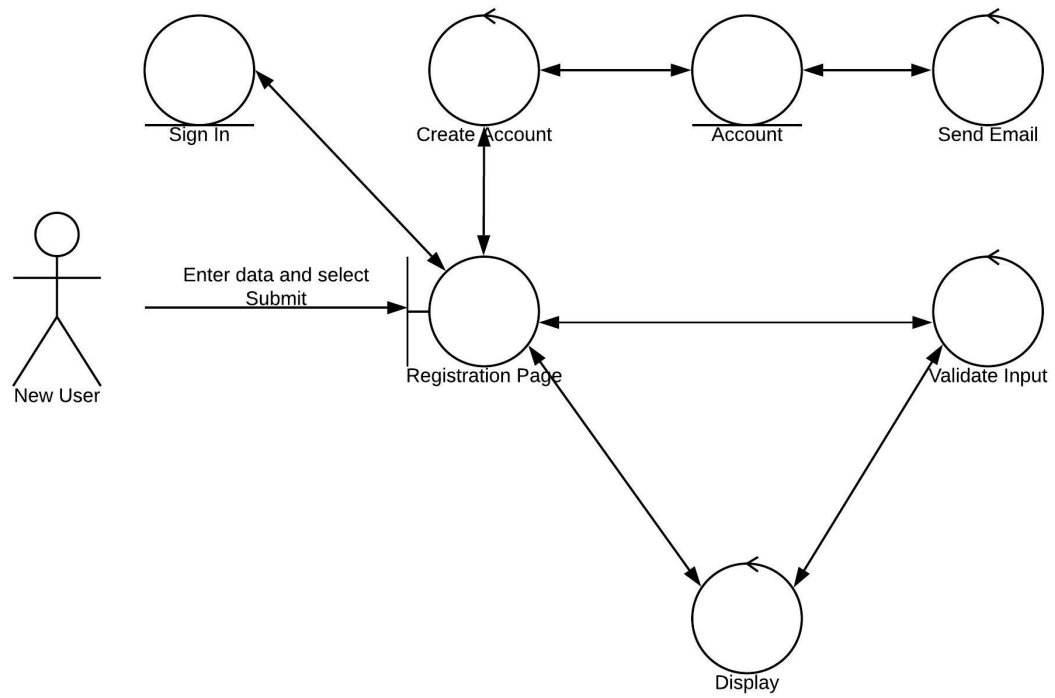 Sign In
Create Account
Account
Send Email
Enter data and select
Submit
New User
Registration Page
Validate Input
Display